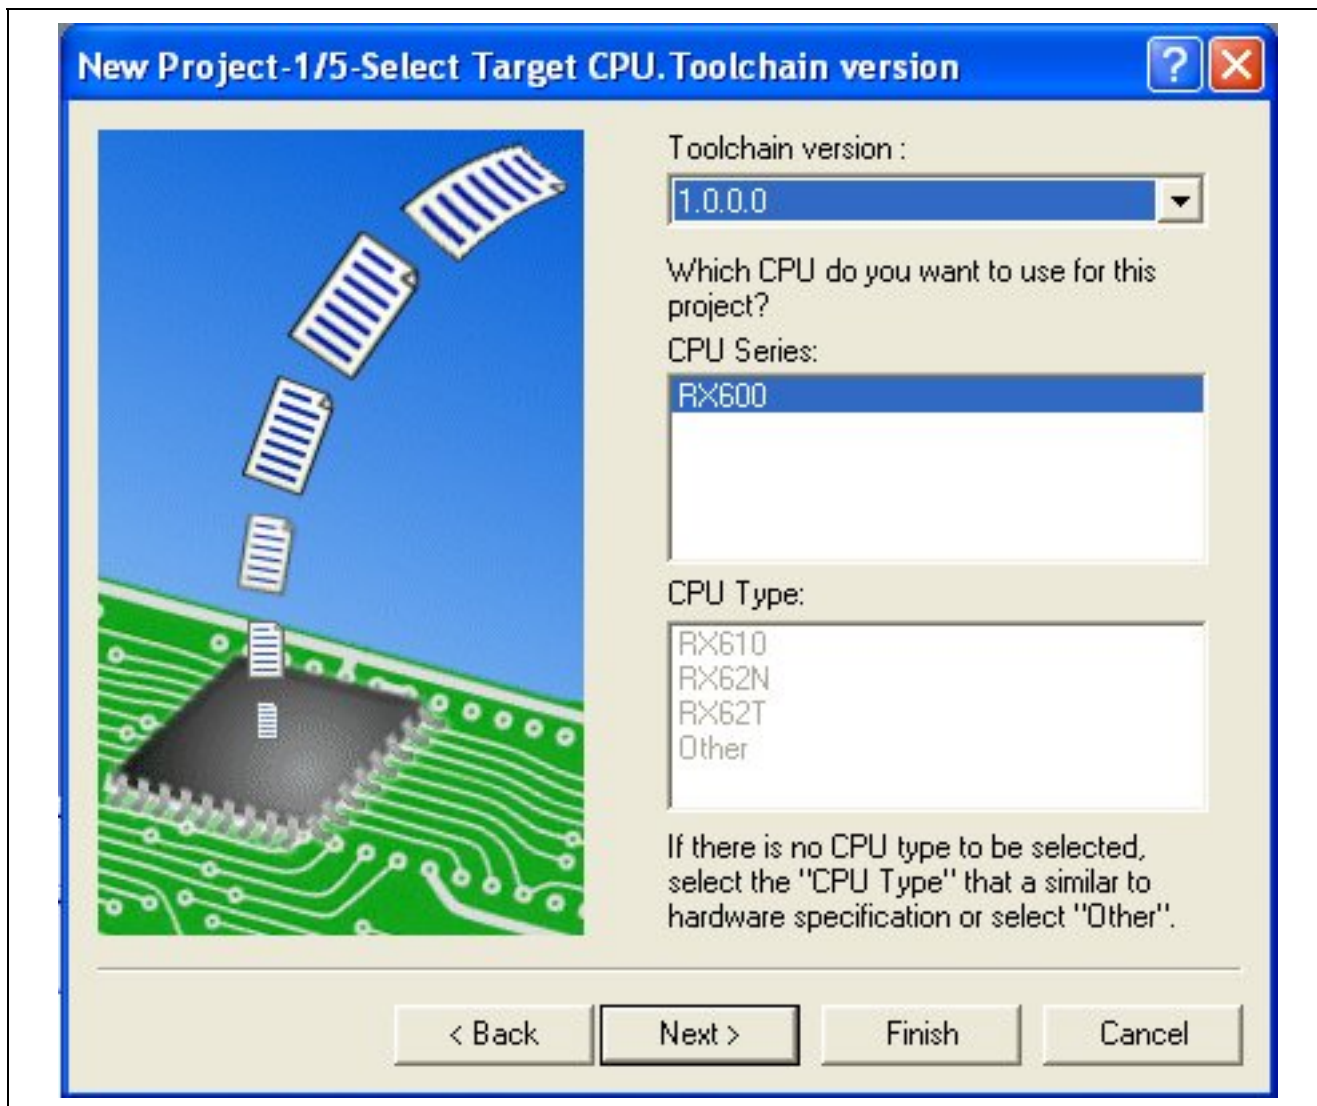 New Project-1/5-Select Target CPU.Toolchain version
Toolchain version :
1.0.0.0
Which CPU do you want to use for this
project?
CPU Series:
RX600
CPU Type:
RX610
RX62N
RX62T
Other
If there is no CPU type to be selected,
select the "CPU Type" that a similar to
hardware specification or select "Other".
< Back
Next >
Finish
Cancel